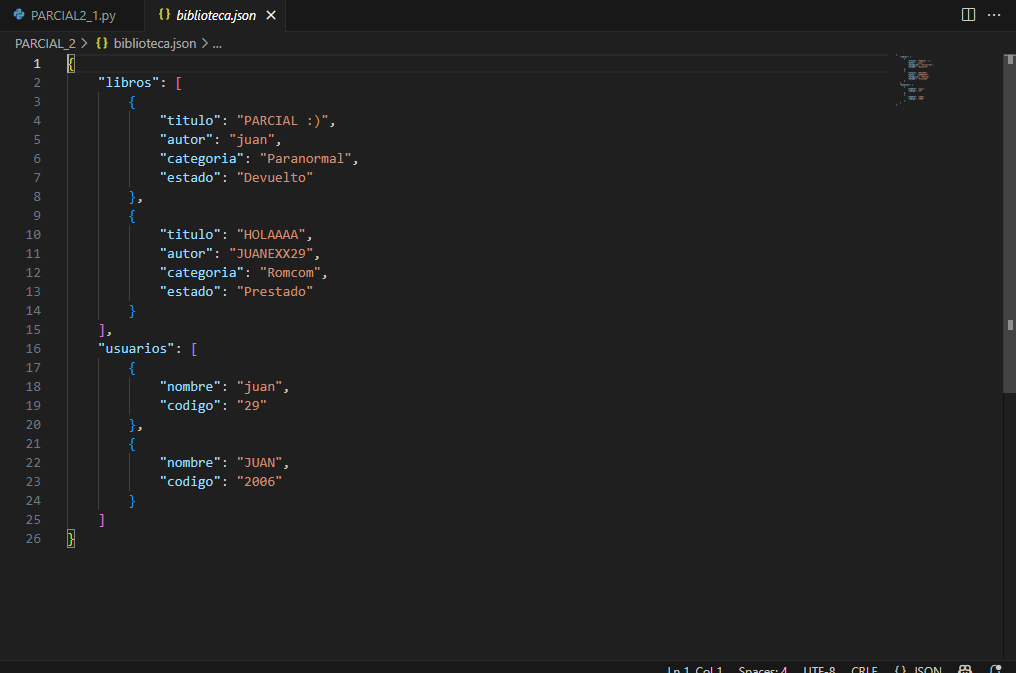 PARCIAL2_1.py
{} biblioteca.json ×
PARCIAL_2 > {} biblioteca.json > ...
1 {
2 "libros": [
3 {
4 "titulo": "PARCIAL :)",
5 "autor": "juan",
6 "categoria": "Paranormal",
7 "estado": "Devuelto"
8 },
9 {
10 "titulo": "HOLAAAA",
11 "autor": "JUANEXX29",
12 "categoria": "Romcom",
13 "estado": "Prestado"
14 }
15 ],
16 "usuarios": [
17 {
18 "nombre": "juan",
19 "codigo": "29"
20 },
21 {
22 "nombre": "JUAN",
23 "codigo": "2006"
24 }
25 ]
26 }
Ln 1, Col 1 Spaces: 4 UTF-8 CRLF {} JSON